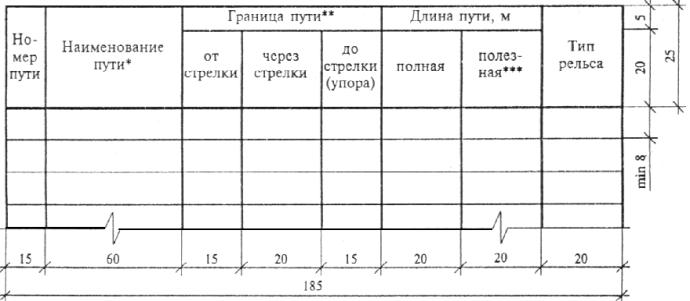 Но-
мер
пути
Наименование
пути*
Граница пути**
от
стрелки
через
стрелки
до
стрелки
(упора)
Длина пути, м
полная
полез-
ная***
Тип
рельса
5
20
25
min 8
15
60
15
20
15
20
20
20
185